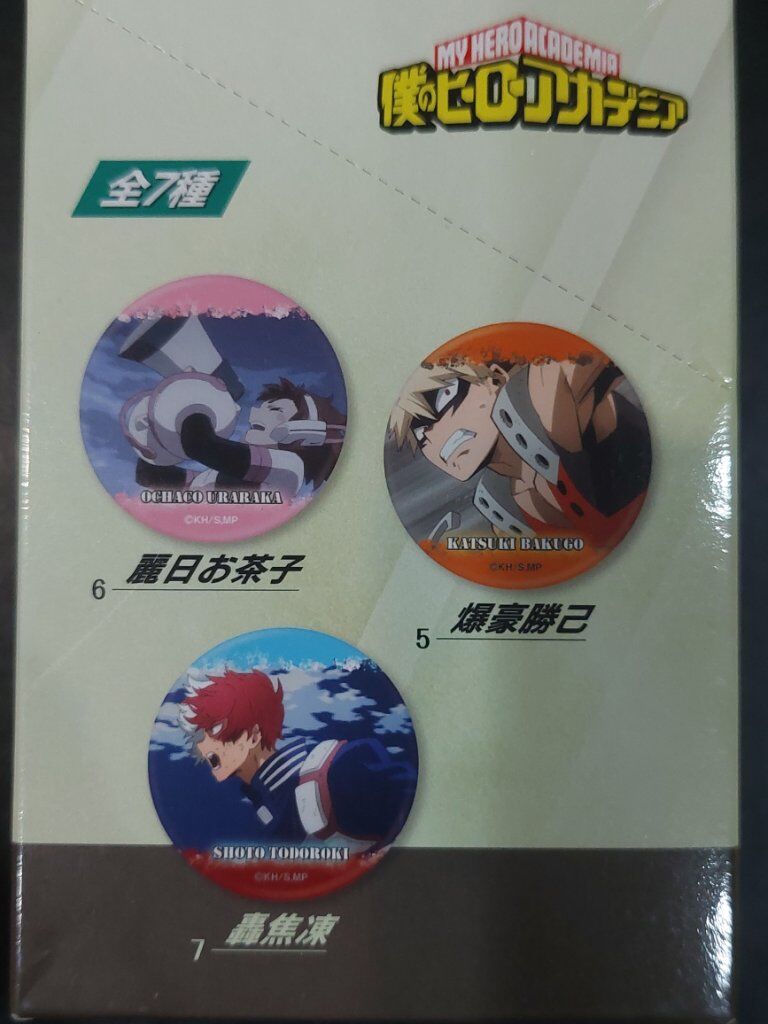 MY HERO ACADEMIA
僕のヒーローアカデミア
全7種
OCHACO URARAKA
©KH/S,MP
6 麗日お茶子
KATSUKI BAKUGO
©KH/S,MP
5 爆豪勝己
SHOTO TODOROKI
©KH/S,MP
7 轟焦凍